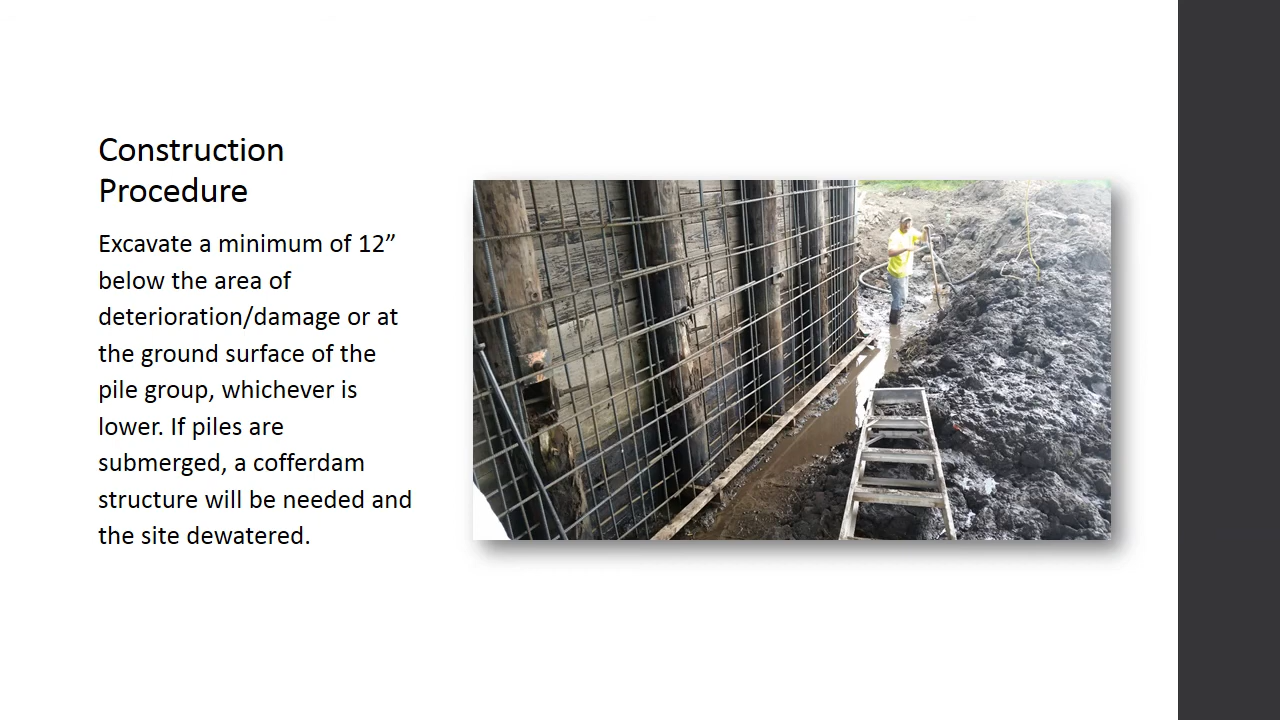 Construction
Procedure
Excavate a minimum of 12”
below the area of
deterioration/damage or at
the ground surface of the
pile group, whichever is
lower. If piles are
submerged, a cofferdam
structure will be needed and
the site dewatered.